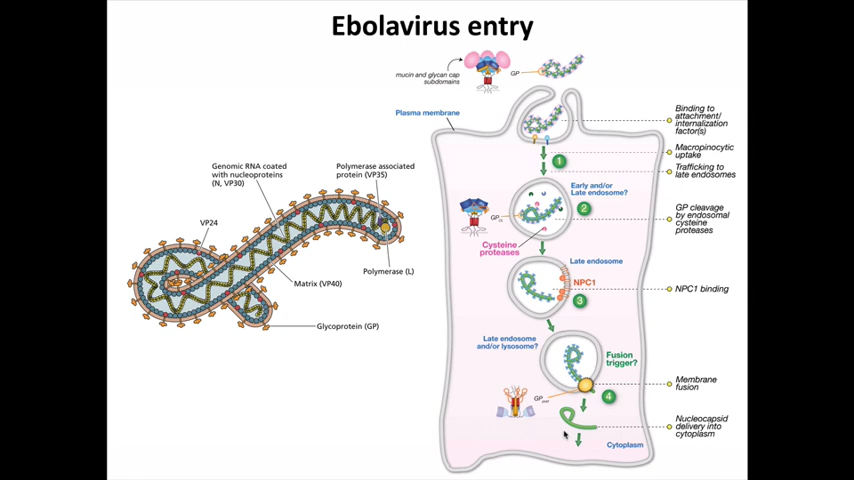 Ebolavirus entry
mucin and glycan cap
subdomains
GP
Plasma membrane
Binding to
attachment/
internalization
factor(s)
Macropinocytic
uptake
Trafficking to
late endosomes
1
Genomic RNA coated
with nucleoproteins
(N, VP30)
Polymerase associated
protein (VP35)
VP24
Polymerase (L)
Matrix (VP40)
Glycoprotein (GP)
Early and/or
Late endosome?
2
GP
Cysteine
proteases
GP cleavage
by endosomal
cysteine
proteases
Late endosome
NPC1
3
NPC1 binding
Late endosome
and/or lysosome?
Fusion
trigger?
4
GP
Membrane
fusion
Nucleocapsid
delivery into
cytoplasm
Cytoplasm